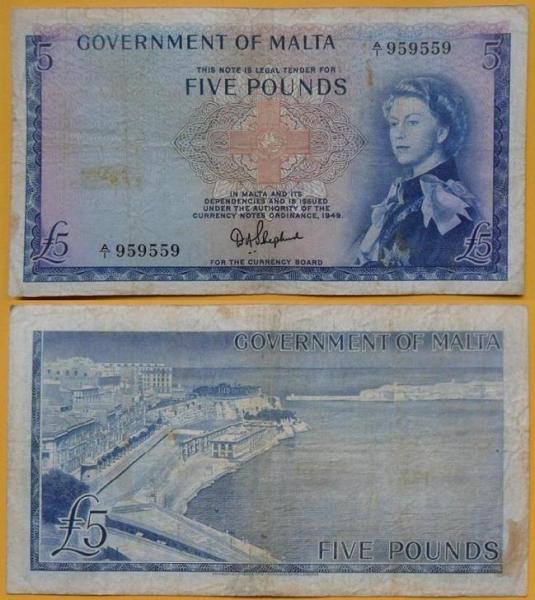 5
GOVERNMENT OF MALTA
A/1 959559
5
THIS NOTE IS LEGAL TENDER FOR
FIVE POUNDS
IN MALTA AND ITS
DEPENDENCIES AND IS ISSUED
UNDER THE AUTHORITY OF THE
CURRENCY NOTES ORDINANCE, 1949.
£5
A/1 959559
DA Shepherd
FOR THE CURRENCY BOARD
£5
GOVERNMENT OF MALTA
£5
FIVE POUNDS